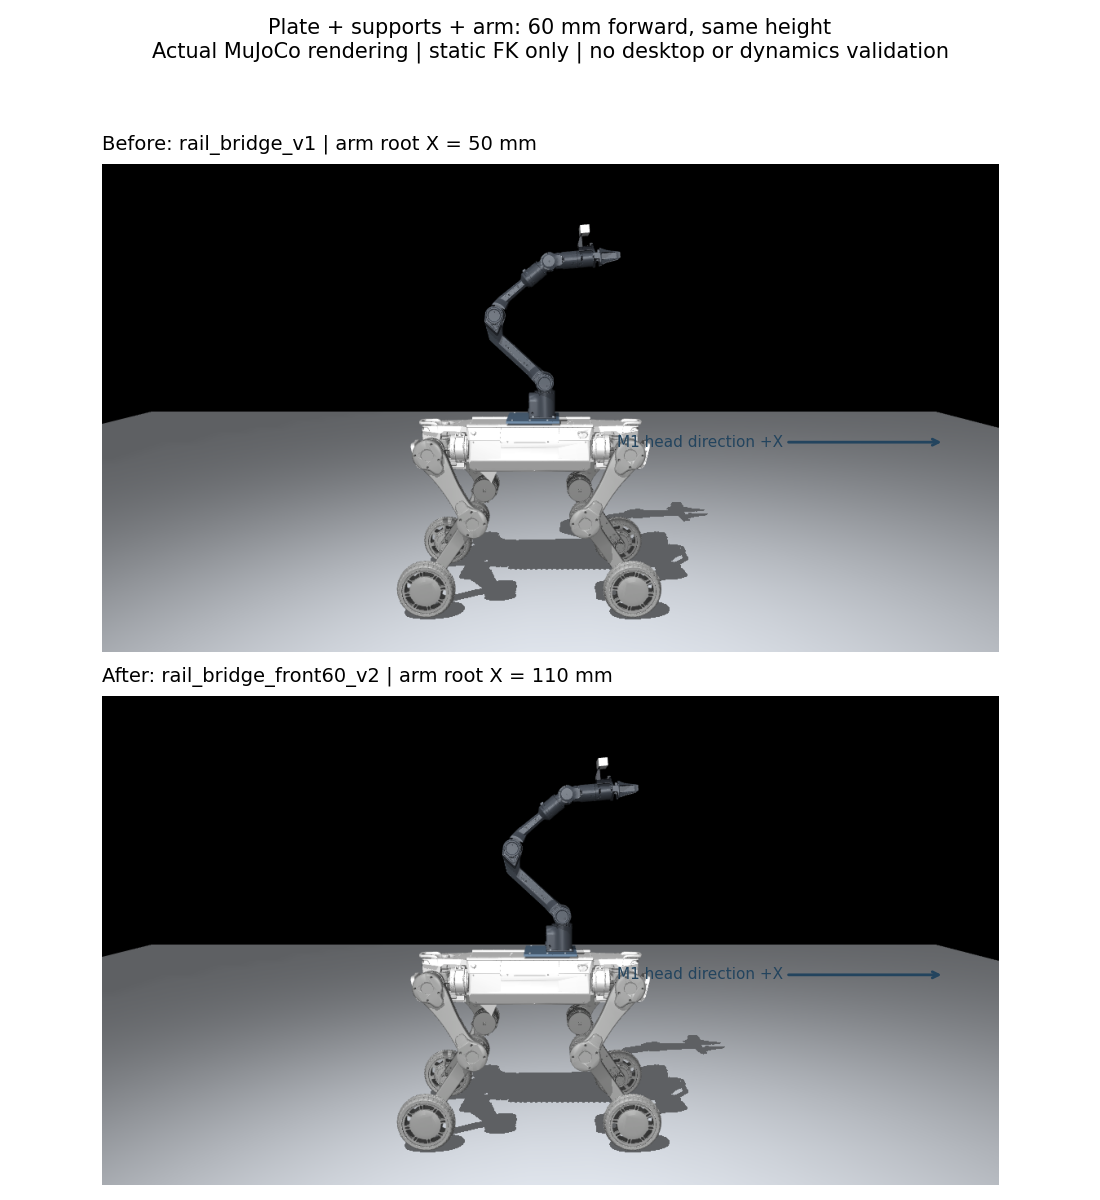 Plate + supports + arm: 60 mm forward, same height
Actual MuJoCo rendering | static FK only | no desktop or dynamics validation
Before: rail_bridge_v1 | arm root X = 50 mm
M1 head direction +X
After: rail_bridge_front60_v2 | arm root X = 110 mm
M1 head direction +X